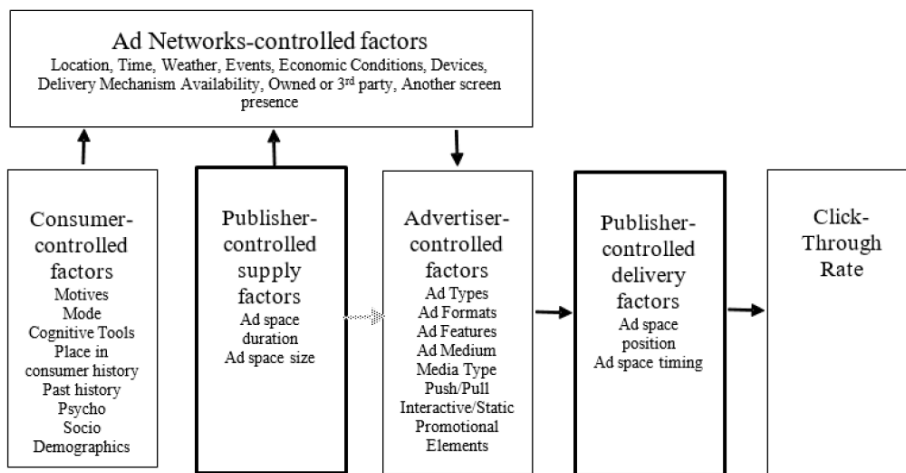 Ad Networks-controlled factors
Location, Time, Weather, Events, Economic Conditions, Devices,
Delivery Mechanism Availability, Owned or 3rd party, Another screen
presence
Consumer-
controlled
factors
Motives
Mode
Cognitive Tools
Place in
consumer history
Past history
Psycho
Socio
Demographics
Publisher-
controlled
supply
factors
Ad space
duration
Ad space size
Advertiser-
controlled
factors
Ad Types
Ad Formats
Ad Features
Ad Medium
Media Type
Push/Pull
Interactive/Static
Promotional
Elements
Publisher-
controlled
delivery
factors
Ad space
position
Ad space timing
Click-
Through
Rate